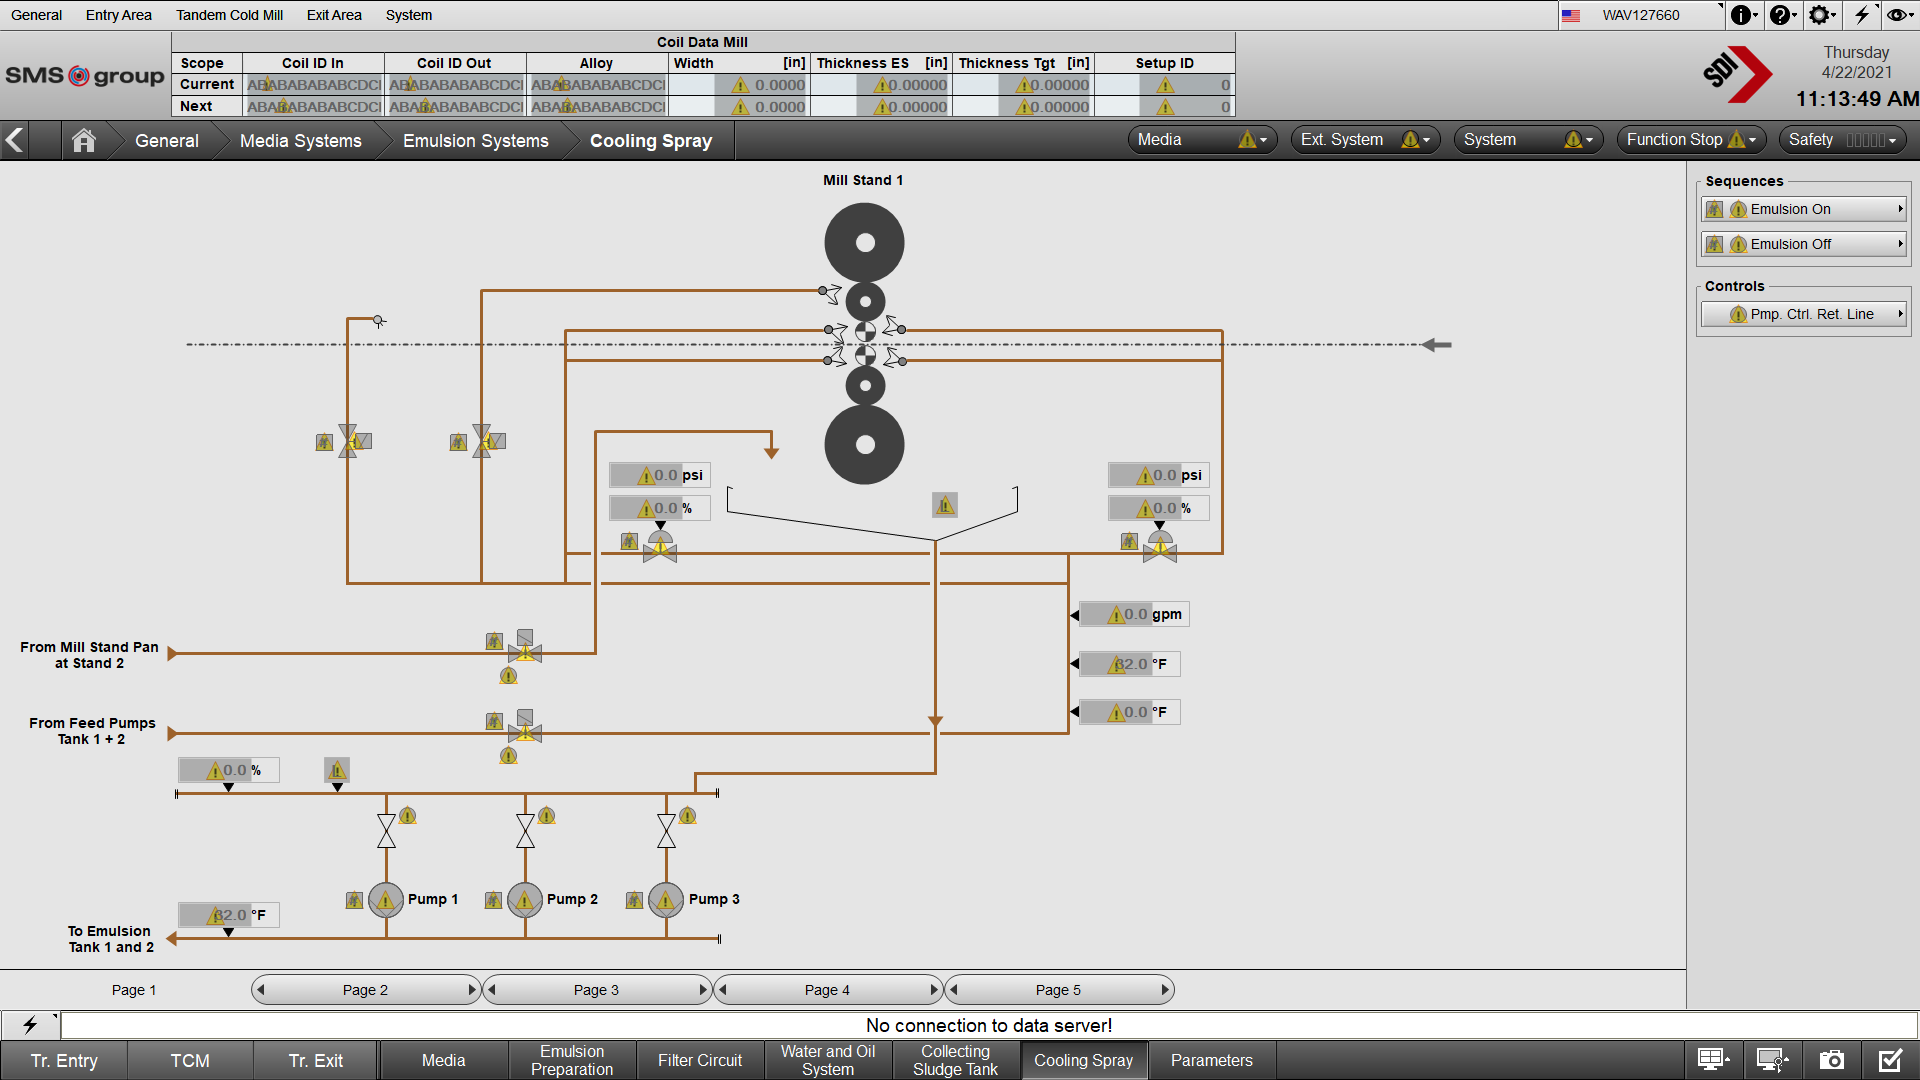 General Entry Area Tandem Cold Mill Exit Area System
WAV127660
SMS group
Coil Data Mill
Scope Coil ID In Coil ID Out Alloy Width [in] Thickness ES [in] Thickness Tgt [in] Setup ID
Current 0.0000 0.00000 0.00000 0
Next 0.0000 0.00000 0.00000 0
SDI
Thursday
4/22/2021
11:13:49 AM
General Media Systems Emulsion Systems Cooling Spray
Media Ext. System System Function Stop Safety
Mill Stand 1
Sequences
Emulsion On
Emulsion Off
Controls
Pmp. Ctrl. Ret. Line
0.0 psi
0.0 %
0.0 psi
0.0 %
0.0 gpm
32.0 °F
0.0 °F
From Mill Stand Pan
at Stand 2
From Feed Pumps
Tank 1 + 2
0.0 %
Pump 1 Pump 2 Pump 3
32.0 °F
To Emulsion
Tank 1 and 2
Page 1 Page 2 Page 3 Page 4 Page 5
No connection to data server!
Tr. Entry TCM Tr. Exit Media
Emulsion
Preparation
Filter Circuit
Water and Oil
System
Collecting
Sludge Tank
Cooling Spray
Parameters